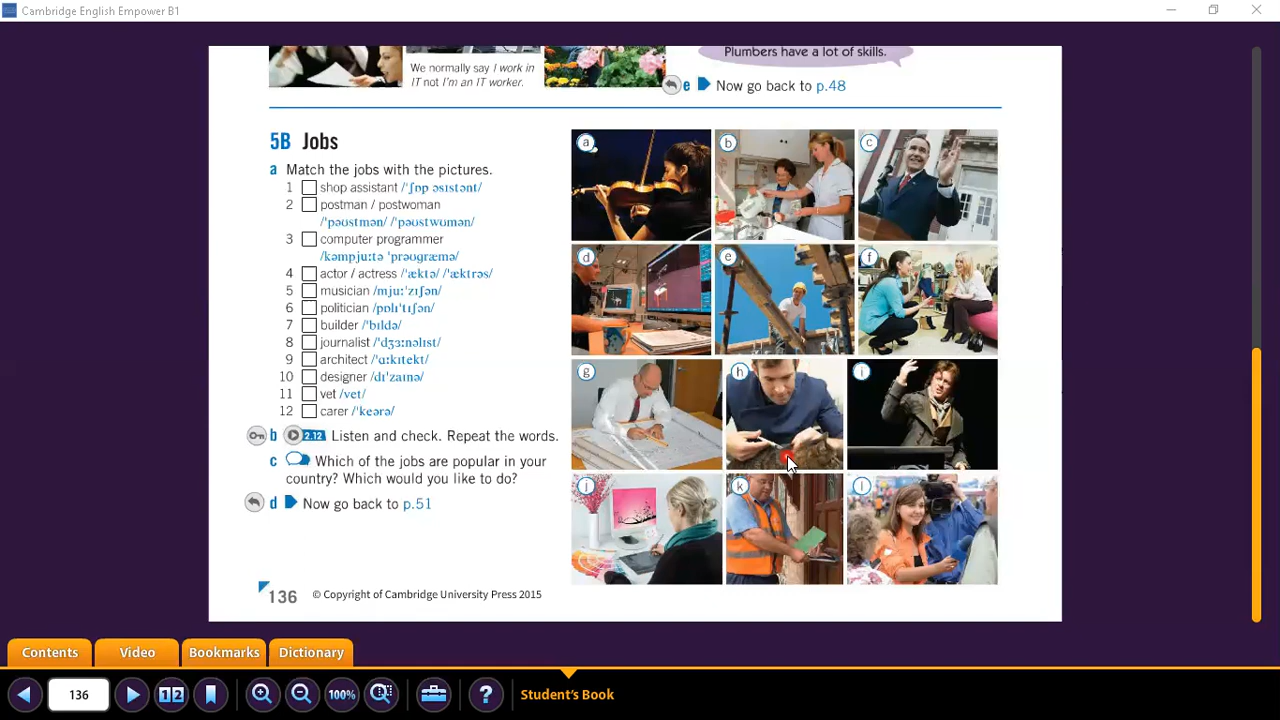 Cambridge English Empower B1
We normally say I work in
IT not I'm an IT worker.
Plumbers have a lot of skills.
e Now go back to p.48
5B Jobs
a Match the jobs with the pictures.
1 shop assistant /ˈʃɒp əsɪstənt/
2 postman / postwoman
/ˈpəʊstmən/ /ˈpəʊstwʊmən/
3 computer programmer
/kəmpjuːtə ˈprəʊgræmə/
4 actor / actress /ˈæktə/ /ˈæktrəs/
5 musician /mjuːˈzɪʃən/
6 politician /pɒlɪˈtɪʃən/
7 builder /ˈbɪldə/
8 journalist /ˈdʒɜːnəlɪst/
9 architect /ˈɑːkɪtekt/
10 designer /dɪˈzaɪnə/
11 vet /vet/
12 carer /ˈkeərə/
b 2.12 Listen and check. Repeat the words.
c Which of the jobs are popular in your
country? Which would you like to do?
d Now go back to p.51
a
b
c
d
e
f
g
h
i
j
k
l
136 © Copyright of Cambridge University Press 2015
Contents Video Bookmarks Dictionary
136 12 100% Student's Book